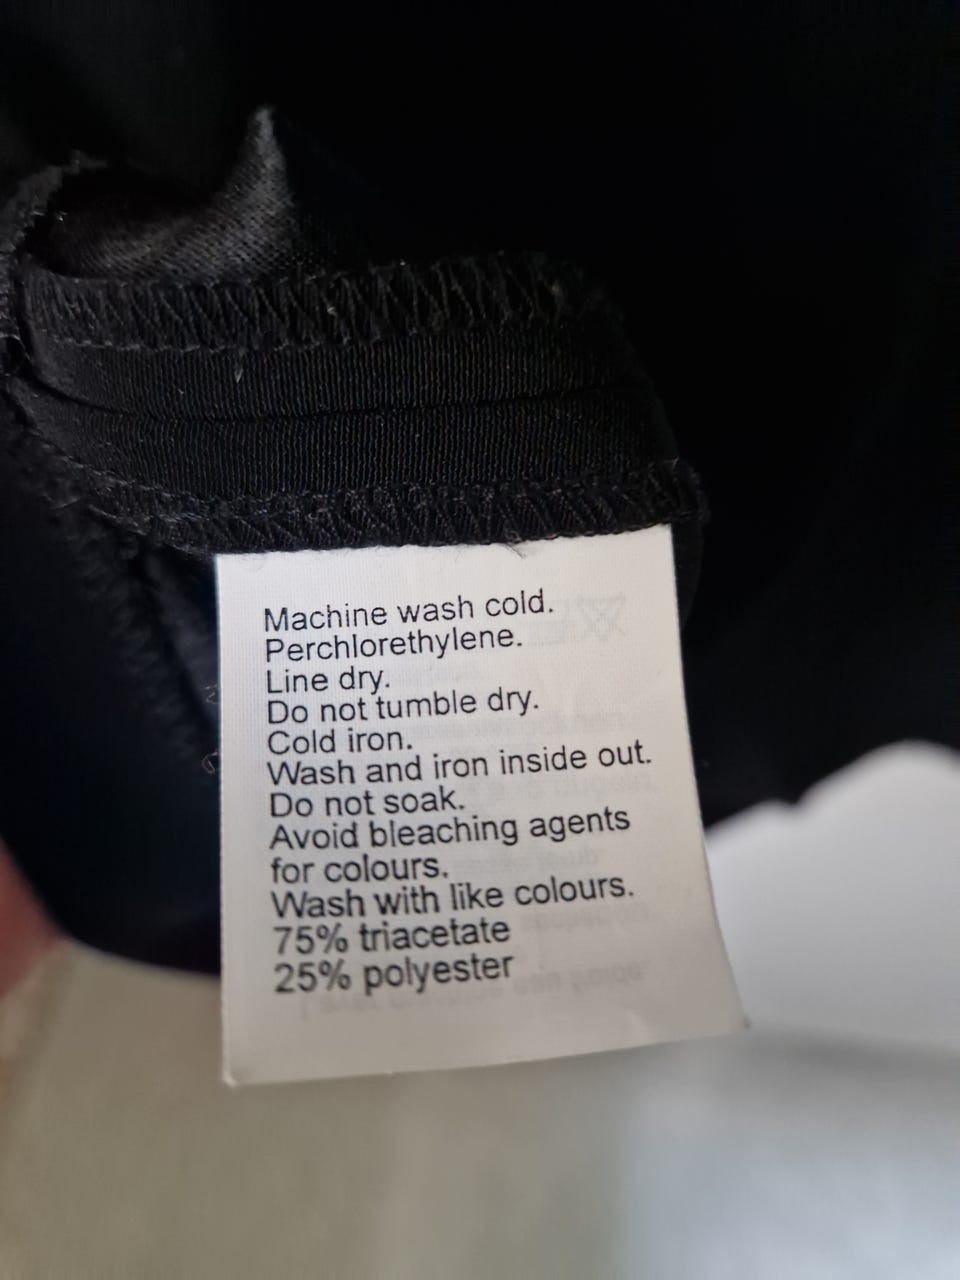 Machine wash cold.
Perchlorethylene.
Line dry.
Do not tumble dry.
Cold iron.
Wash and iron inside out.
Do not soak.
Avoid bleaching agents
for colours.
Wash with like colours.
75% triacetate
25% polyester